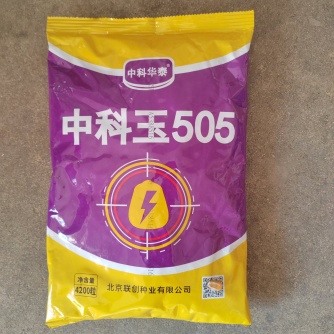 中科华泰
中科玉505
净含量
4200粒
北京联创种业有限公司